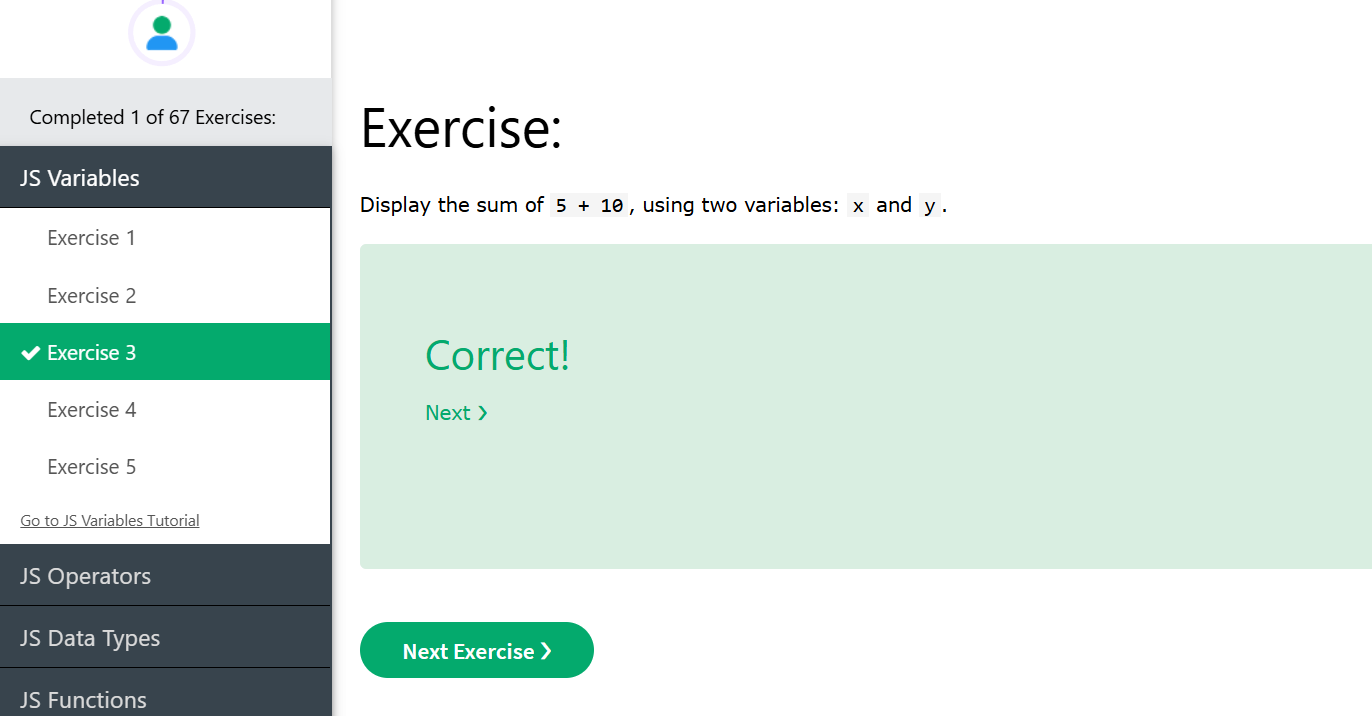 Completed 1 of 67 Exercises:
JS Variables
Exercise 1
Exercise 2
Exercise 3
Exercise 4
Exercise 5
Go to JS Variables Tutorial
JS Operators
JS Data Types
JS Functions
Exercise:
Display the sum of 5 + 10, using two variables: x and y.
Correct!
Next ❯
Next Exercise ❯